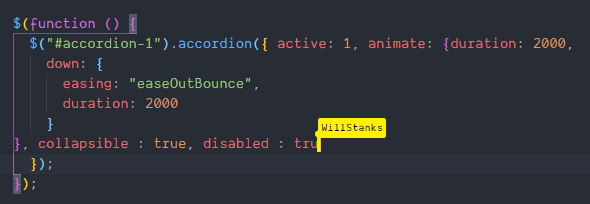 $(function () {
$("#accordion-1").accordion({ active: 1, animate: {duration: 2000,
down: {
easing: "easeOutBounce",
duration: 2000
}
}, collapsible : true, disabled : tru
WillStanks
});
});